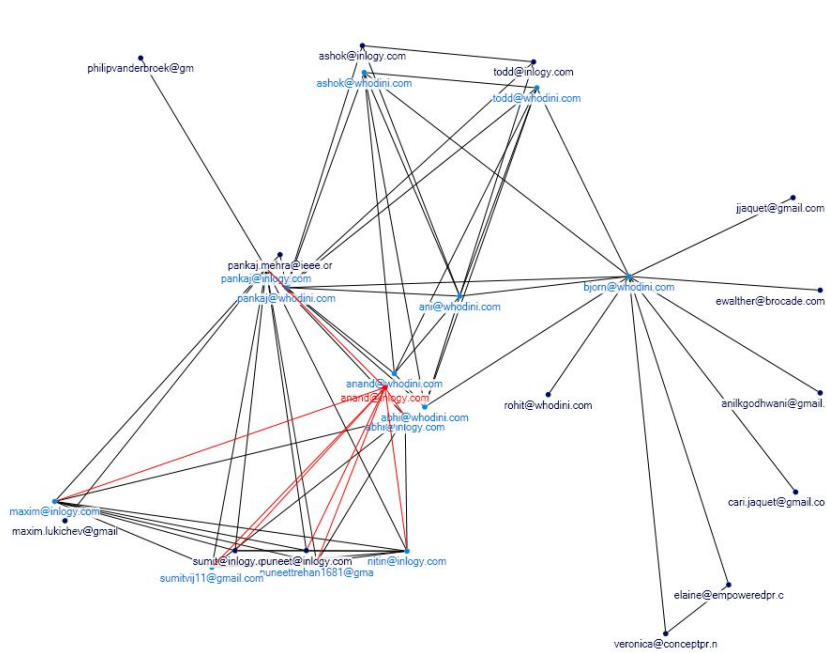 ashok@inlogy.com
philipvanderbroek@gm
todd@inlogy.com
ashok@whodini.com
todd@whodini.com
jjaquet@gmail.com
pankaj.mehra@ieee.or
pankaj@inlogy.com
bjorn@whodini.com
pankaj@whodini.com
ewalther@brocade.com
ani@whodini.com
anand@whodini.com
anand@inlogy.com
rohit@whodini.com
anilkgodhwani@gmail.
abhi@whodini.com
abhi@inlogy.com
cari.jaquet@gmail.co
maxim@inlogy.com
maxim.lukichev@gmail
sumit@inlogy.c
puneet@inlogy.com
nitin@inlogy.com
sumitvij11@gmail.com
puneettrehan1681@gma
elaine@empoweredpr.c
veronica@conceptpr.n